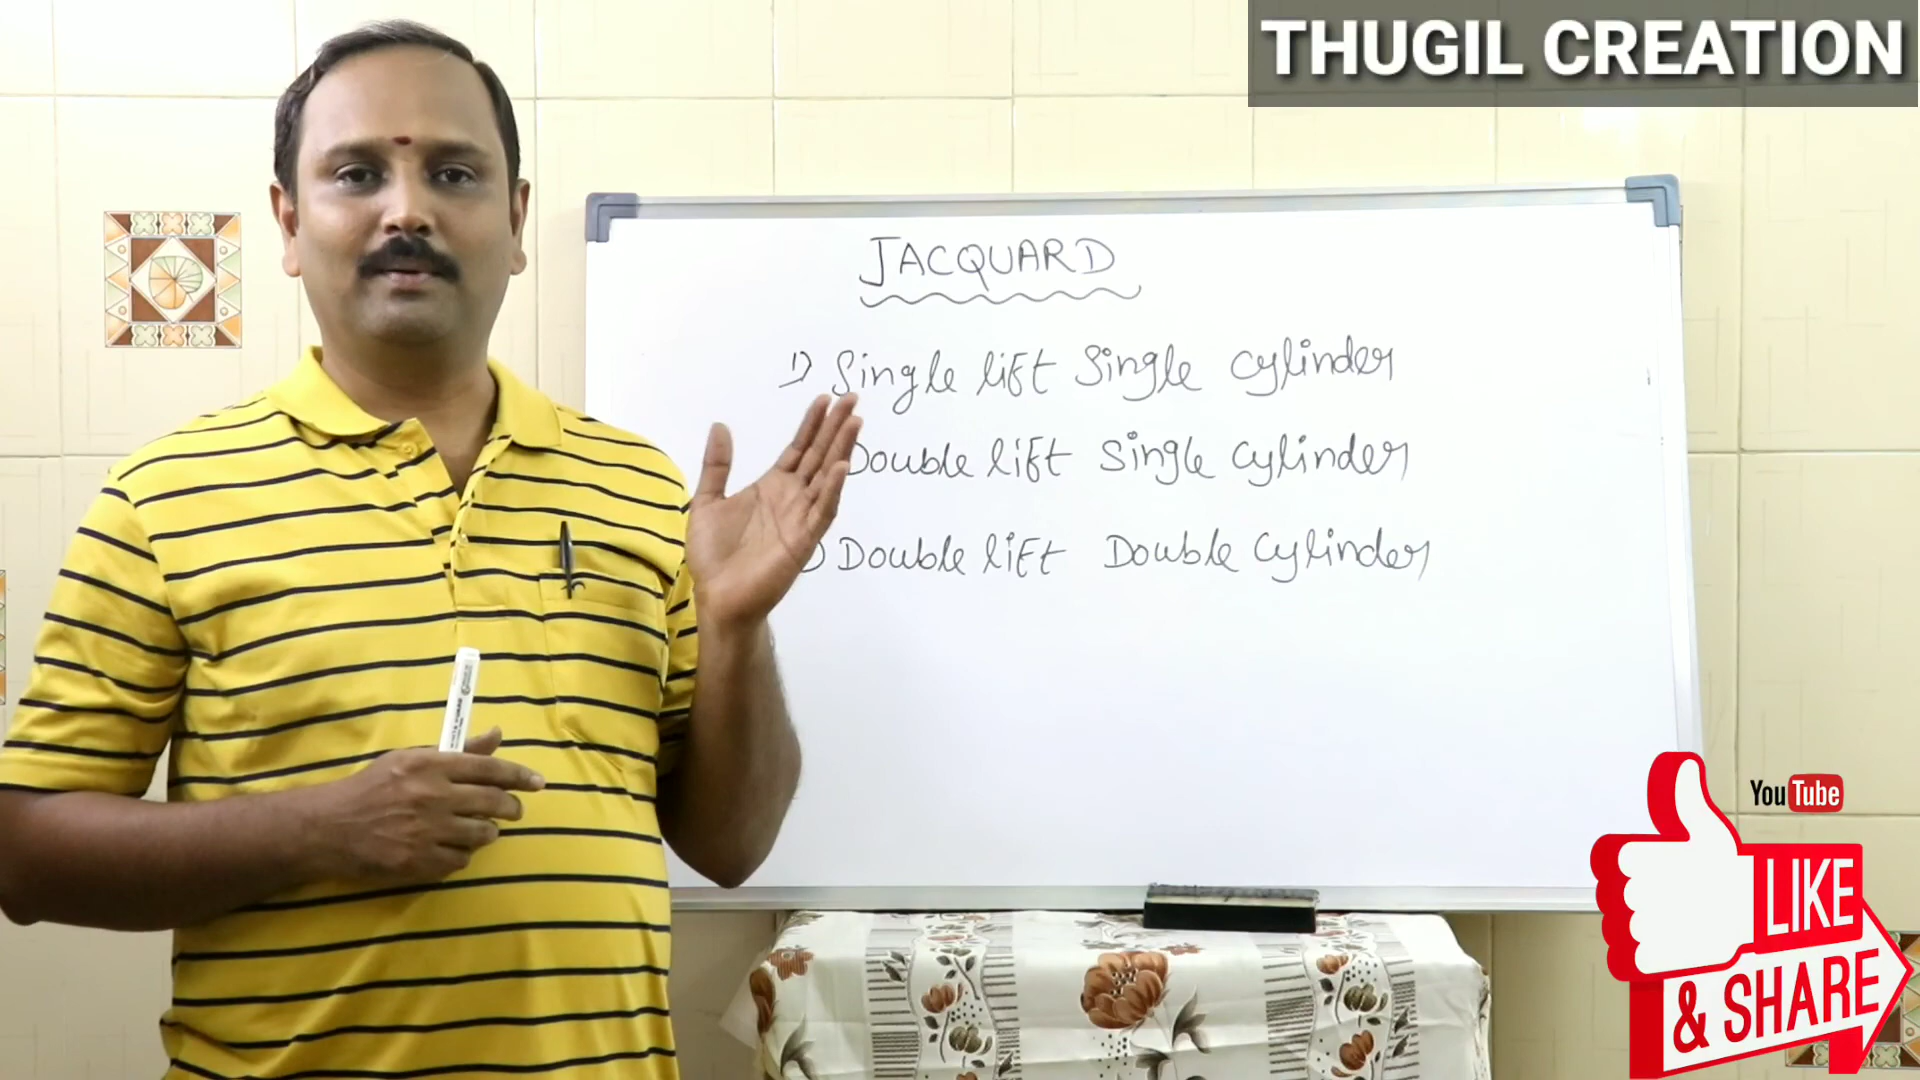 THUGIL CREATION
JACQUARD
1) Single lift Single cylinder
Double lift Single cylinder
) Double lift Double cylinder
YouTube
LIKE
& SHARE